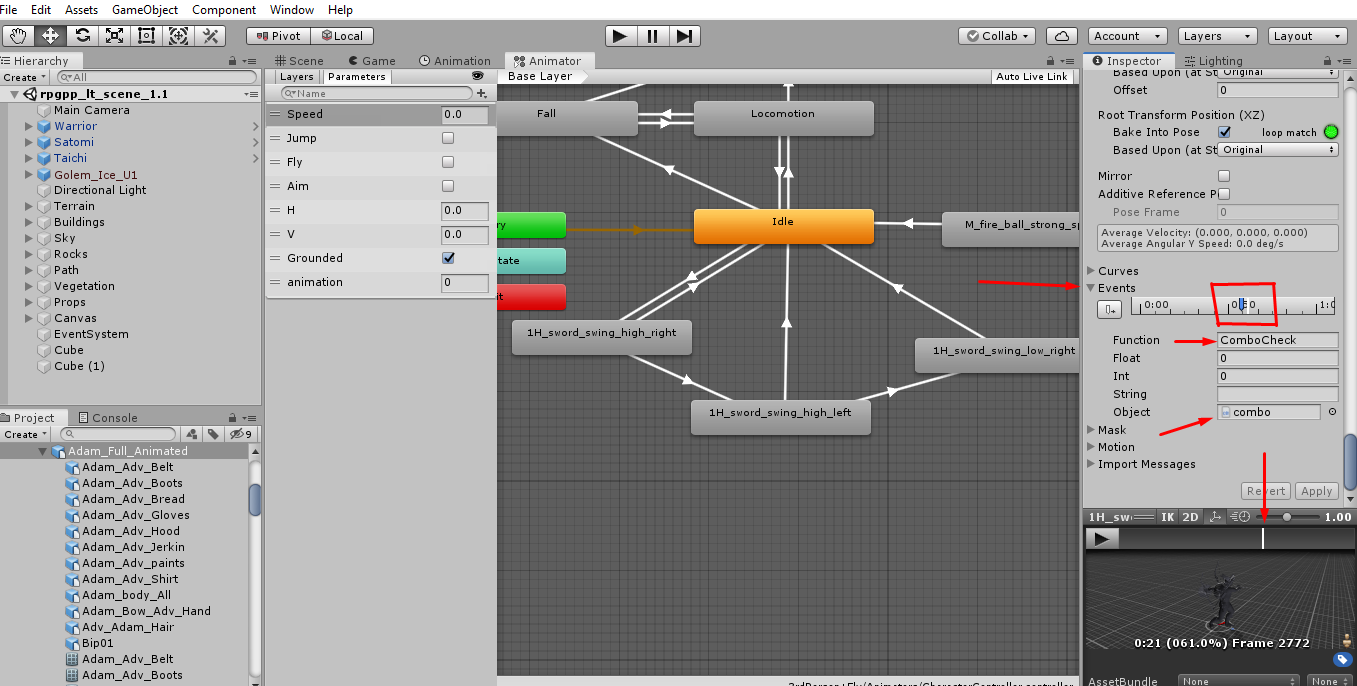 File Edit Assets GameObject Component Window Help
Pivot Local Collab Account Layers Layout
Hierarchy
Create All
rpgpp_lt_scene_1.1
Main Camera
Warrior
Satomi
Taichi
Golem_Ice_U1
Directional Light
Terrain
Buildings
Sky
Rocks
Path
Vegetation
Props
Canvas
EventSystem
Cube
Cube (1)
Project Console
Create 9
Adam_Full_Animated
Adam_Adv_Belt
Adam_Adv_Boots
Adam_Adv_Bread
Adam_Adv_Gloves
Adam_Adv_Hood
Adam_Adv_Jerkin
Adam_Adv_paints
Adam_Adv_Shirt
Adam_body_All
Adam_Bow_Adv_Hand
Adv_Adam_Hair
Bip01
Adam_Adv_Belt
Adam_Adv_Boots
Scene Game Animation Animator
Layers Parameters Base Layer Auto Live Link
Name
Speed 0.0
Jump
Fly
Aim
H 0.0
V 0.0
Grounded
animation 0
Fall
Locomotion
Idle
M_fire_ball_strong_sp
ry
tate
it
1H_sword_swing_high_right
1H_sword_swing_low_right
1H_sword_swing_high_left
3rdPerson+Fly/Animators/CharacterController.controller
Inspector Lighting
Based Upon (at St Original
Offset 0
Root Transform Position (XZ)
Bake Into Pose loop match
Based Upon (at St Original
Mirror
Additive Reference P
Pose Frame 0
Average Velocity: (0.000, 0.000, 0.000)
Average Angular Y Speed: 0.0 deg/s
Curves
Events
0:00 0:50 1:0
Function ComboCheck
Float 0
Int 0
String
Object combo
Mask
Motion
Import Messages
Revert Apply
1H_sw IK 2D 1.00
0:21 (061.0%) Frame 2772
AssetBundle None None